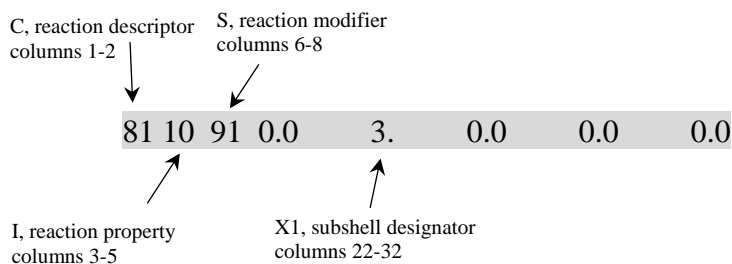 C, reaction descriptor
columns 1-2
S, reaction modifier
columns 6-8
81 10 91 0.0 3. 0.0 0.0 0.0
I, reaction property
columns 3-5
X1, subshell designator
columns 22-32